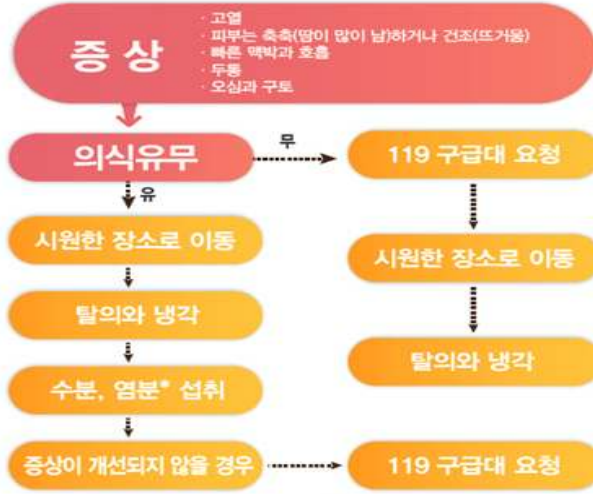 증 상
· 고열
· 피부는 축축(땀이 많이 남)하거나 건조(뜨거움)
· 빠른 맥박과 호흡
· 두통
· 오심과 구토
의식유무
무
119 구급대 요청
유
시원한 장소로 이동
시원한 장소로 이동
탈의와 냉각
탈의와 냉각
수분, 염분* 섭취
증상이 개선되지 않을 경우
119 구급대 요청